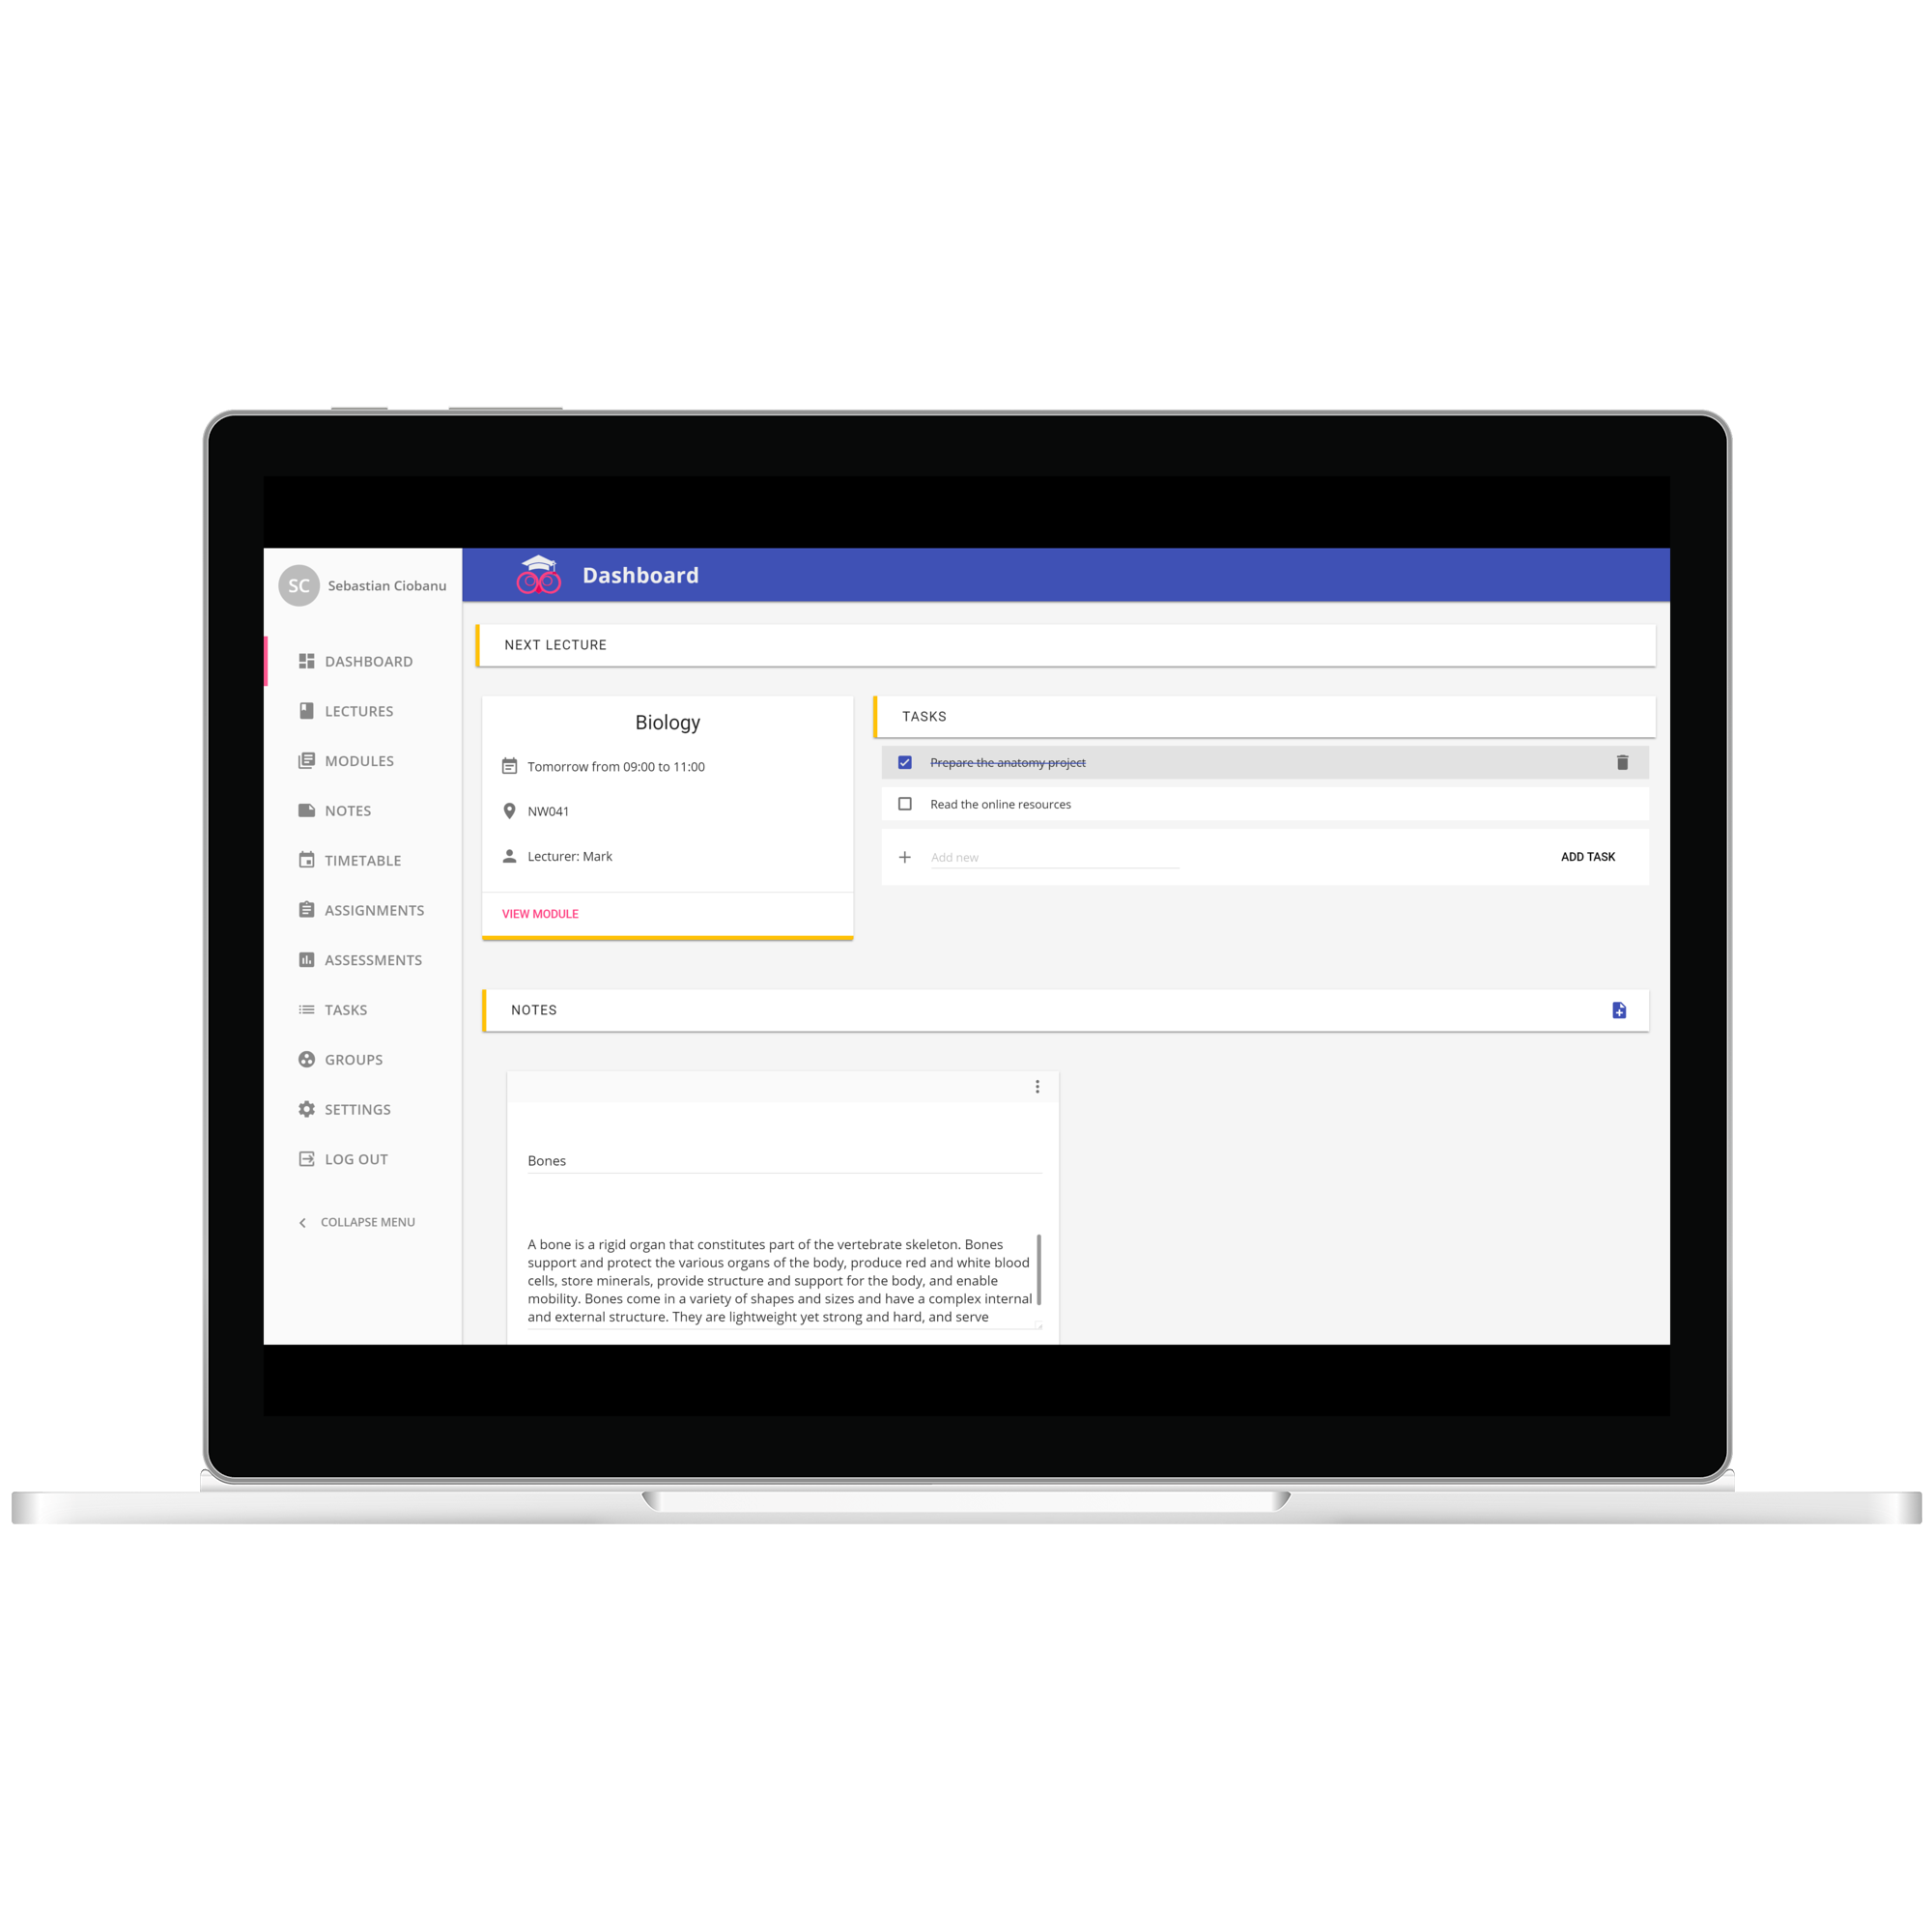 SC Sebastian Ciobanu
DASHBOARD
LECTURES
MODULES
NOTES
TIMETABLE
ASSIGNMENTS
ASSESSMENTS
TASKS
GROUPS
SETTINGS
LOG OUT
COLLAPSE MENU
Dashboard
NEXT LECTURE
Biology
Tomorrow from 09:00 to 11:00
NW041
Lecturer: Mark
VIEW MODULE
TASKS
Prepare the anatomy project
Read the online resources
Add new
ADD TASK
NOTES
Bones
A bone is a rigid organ that constitutes part of the vertebrate skeleton. Bones
support and protect the various organs of the body, produce red and white blood
cells, store minerals, provide structure and support for the body, and enable
mobility. Bones come in a variety of shapes and sizes and have a complex internal
and external structure. They are lightweight yet strong and hard, and serve